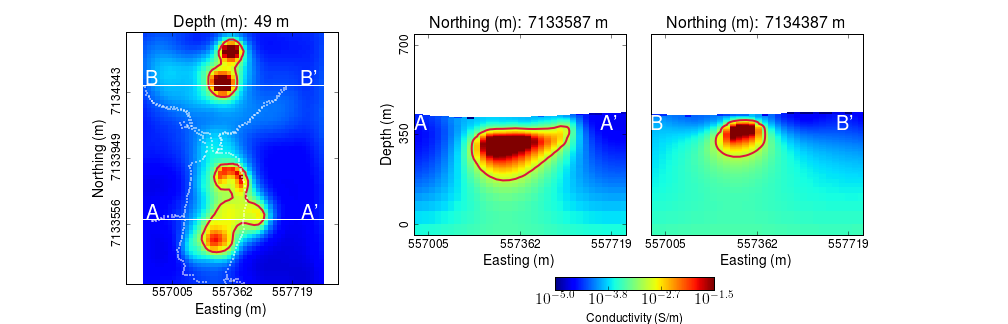 Depth (m): 49 m
Northing (m)
7134343
7133949
7133556
B
B'
A
A'
557005
557362
557719
Easting (m)
Northing (m): 7133587 m
Depth (m)
700
350
0
A
A'
557005
557362
557719
Easting (m)
Northing (m): 7134387 m
B
B'
557005
557362
557719
Easting (m)
10^-5.0 10^-3.8 10^-2.7 10^-1.5
Conductivity (S/m)